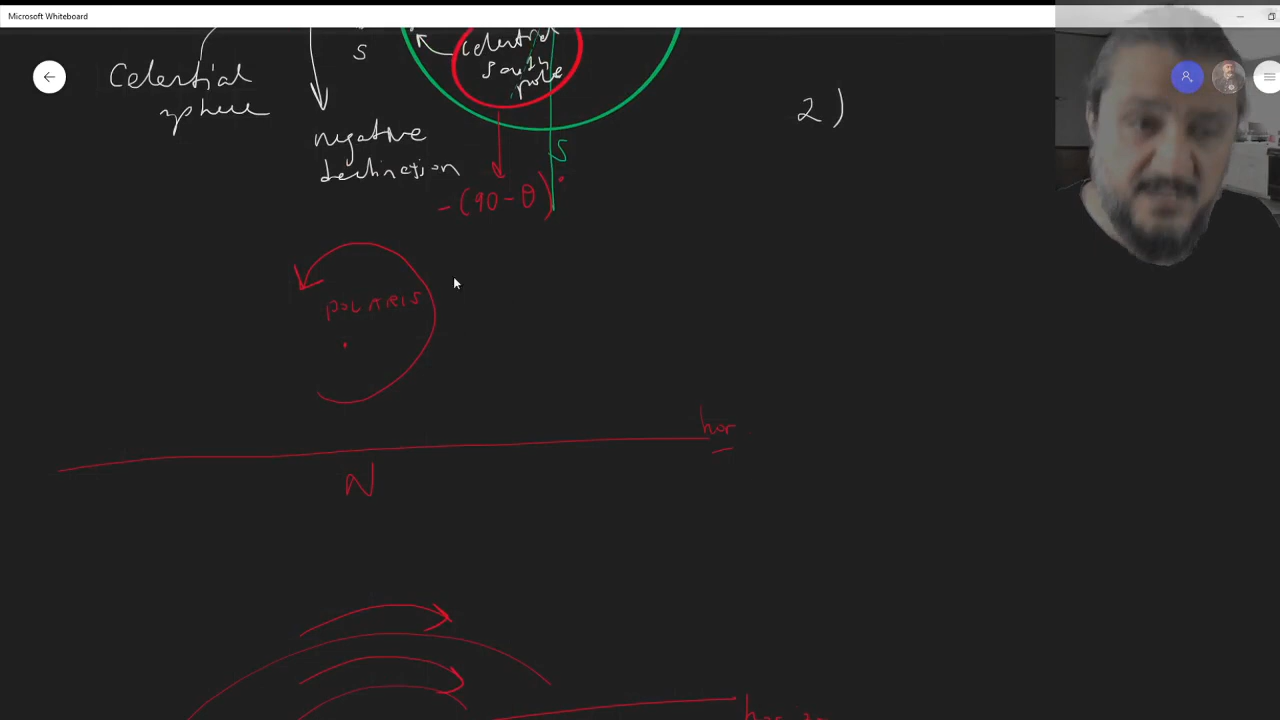 Microsoft Whiteboard
Celestial
sphere
S
negative
declination
celestial
south
pole
S
-(90-θ)°
2)
POLARIS
hor
N